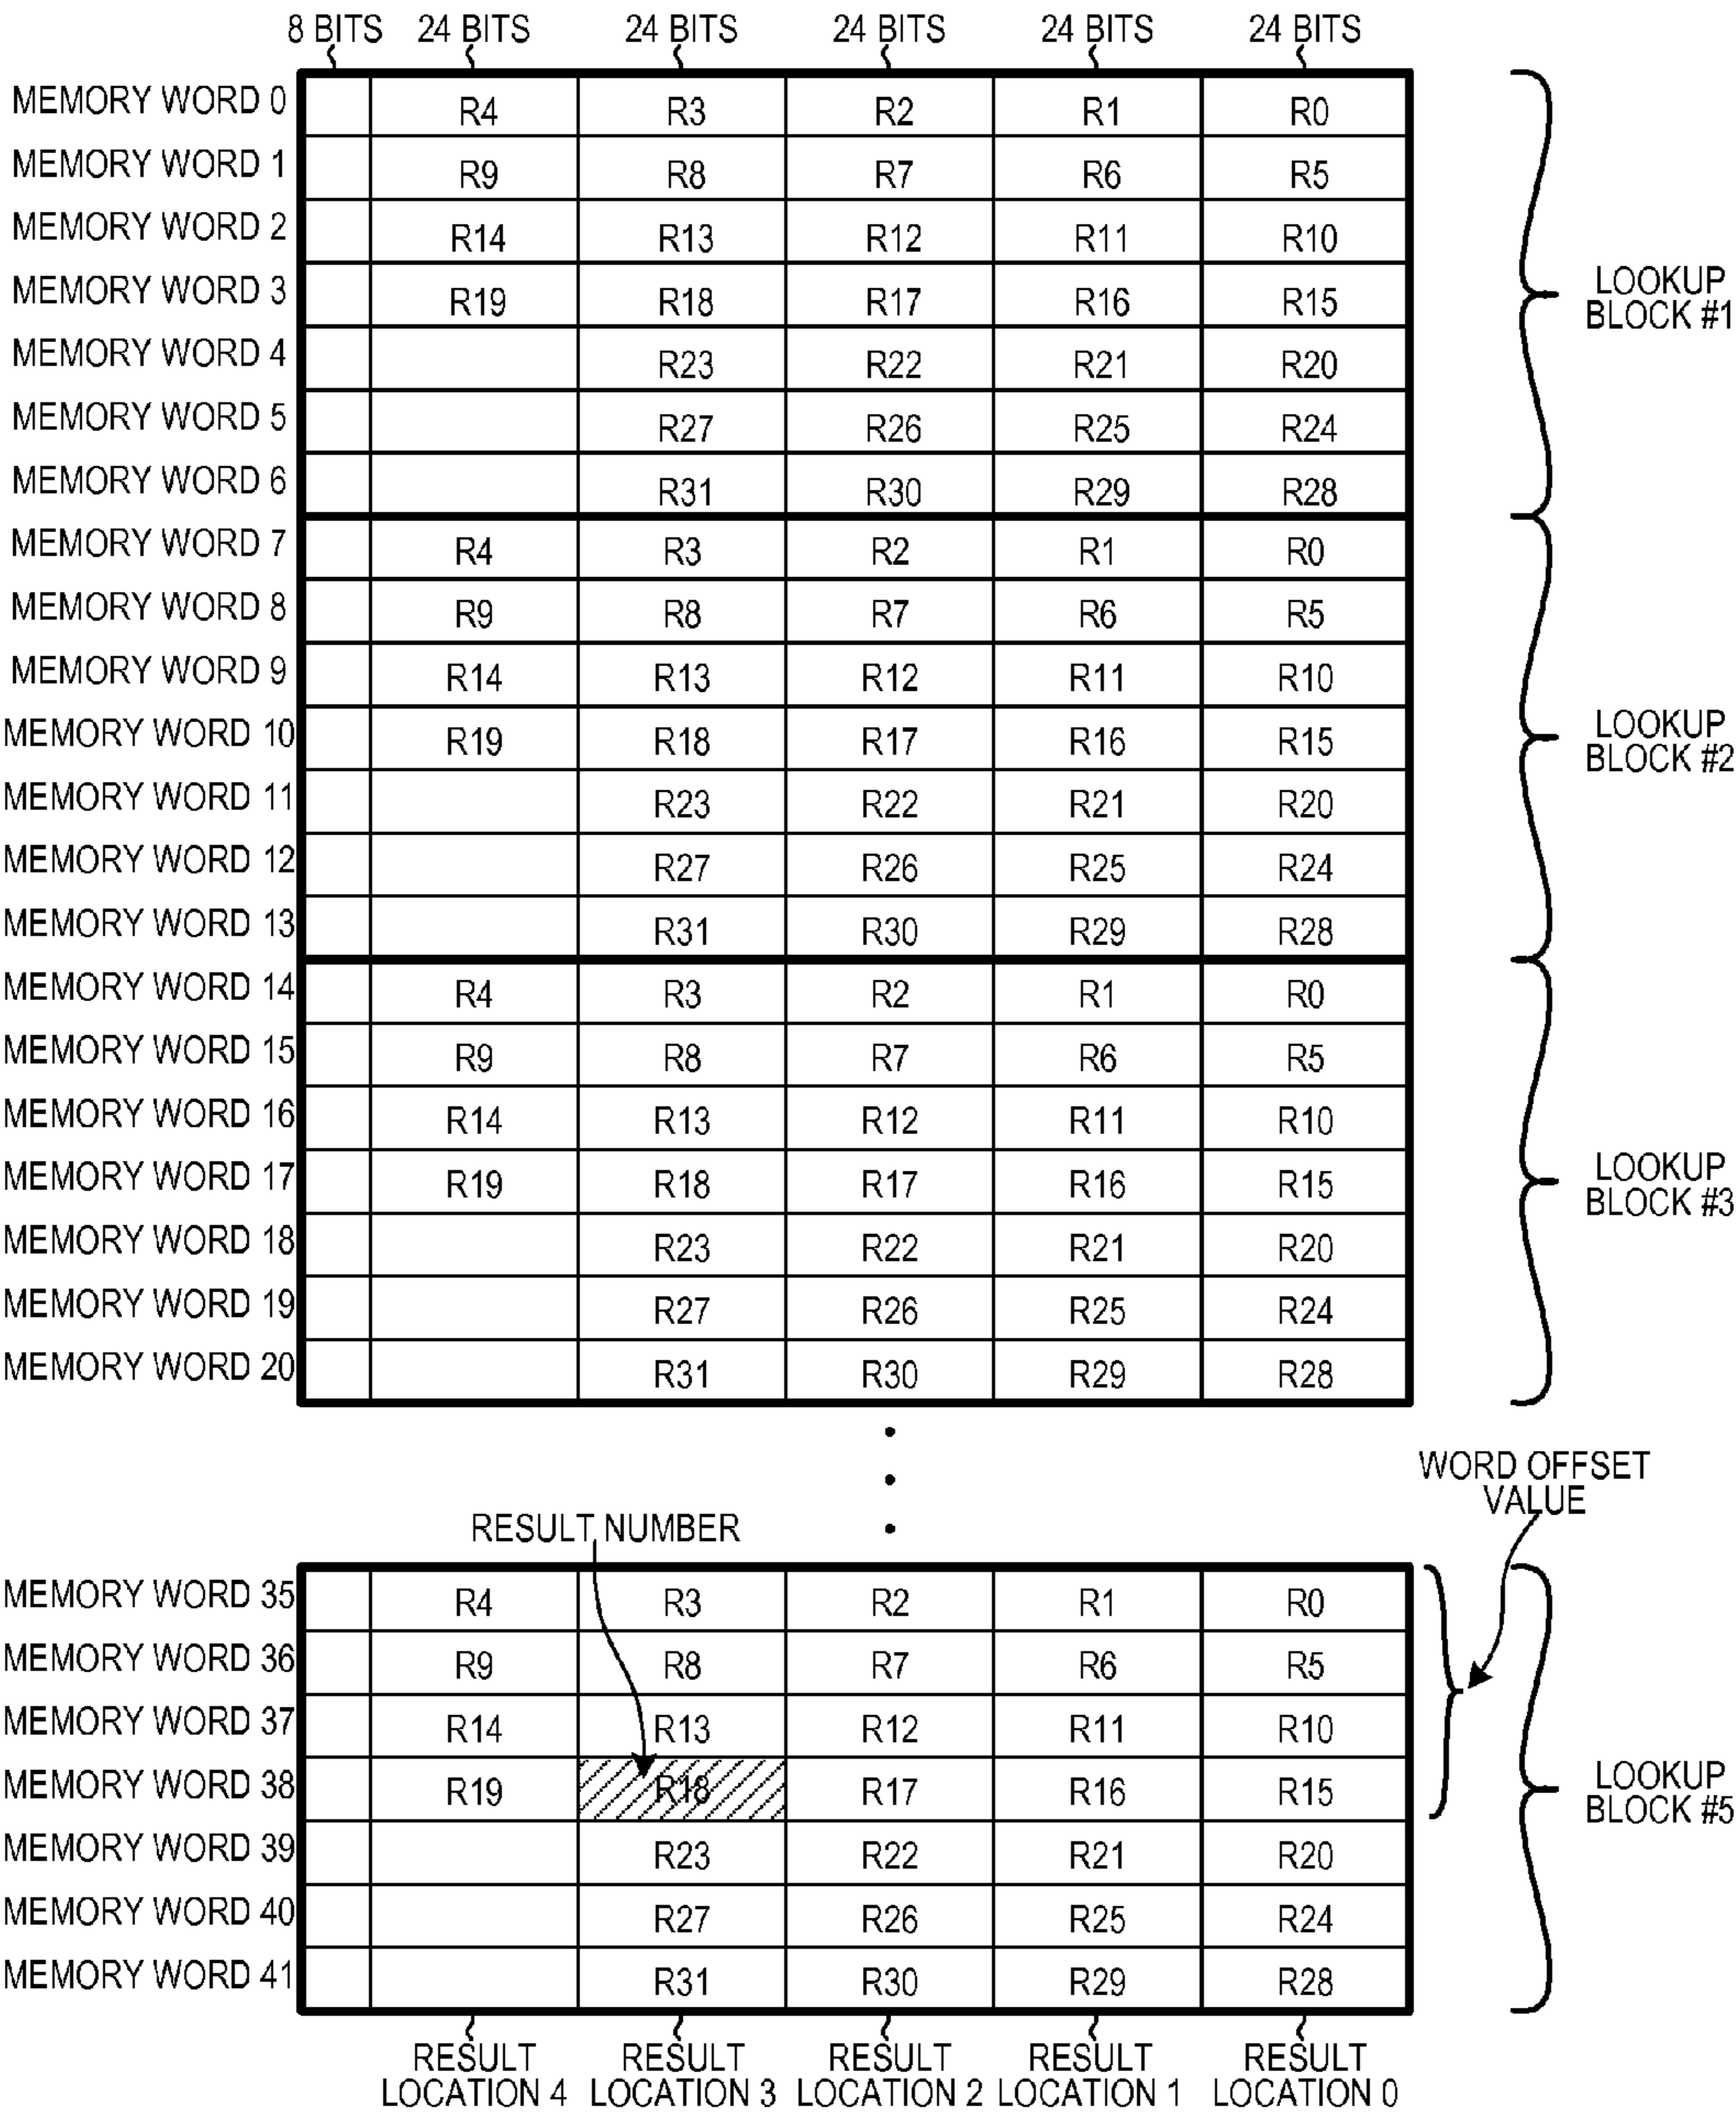 8 BITS 24 BITS 24 BITS 24 BITS 24 BITS 24 BITS
MEMORY WORD 0 R4 R3 R2 R1 R0
MEMORY WORD 1 R9 R8 R7 R6 R5
MEMORY WORD 2 R14 R13 R12 R11 R10
MEMORY WORD 3 R19 R18 R17 R16 R15
LOOKUP
BLOCK #1
MEMORY WORD 4 R23 R22 R21 R20
MEMORY WORD 5 R27 R26 R25 R24
MEMORY WORD 6 R31 R30 R29 R28
MEMORY WORD 7 R4 R3 R2 R1 R0
MEMORY WORD 8 R9 R8 R7 R6 R5
MEMORY WORD 9 R14 R13 R12 R11 R10
MEMORY WORD 10 R19 R18 R17 R16 R15
LOOKUP
BLOCK #2
MEMORY WORD 11 R23 R22 R21 R20
MEMORY WORD 12 R27 R26 R25 R24
MEMORY WORD 13 R31 R30 R29 R28
MEMORY WORD 14 R4 R3 R2 R1 R0
MEMORY WORD 15 R9 R8 R7 R6 R5
MEMORY WORD 16 R14 R13 R12 R11 R10
MEMORY WORD 17 R19 R18 R17 R16 R15
LOOKUP
BLOCK #3
MEMORY WORD 18 R23 R22 R21 R20
MEMORY WORD 19 R27 R26 R25 R24
MEMORY WORD 20 R31 R30 R29 R28
WORD OFFSET
VALUE
RESULT NUMBER
MEMORY WORD 35 R4 R3 R2 R1 R0
MEMORY WORD 36 R9 R8 R7 R6 R5
MEMORY WORD 37 R14 R13 R12 R11 R10
MEMORY WORD 38 R19 R18 R17 R16 R15
LOOKUP
BLOCK #5
MEMORY WORD 39 R23 R22 R21 R20
MEMORY WORD 40 R27 R26 R25 R24
MEMORY WORD 41 R31 R30 R29 R28
RESULT RESULT RESULT RESULT RESULT
LOCATION 4 LOCATION 3 LOCATION 2 LOCATION 1 LOCATION 0